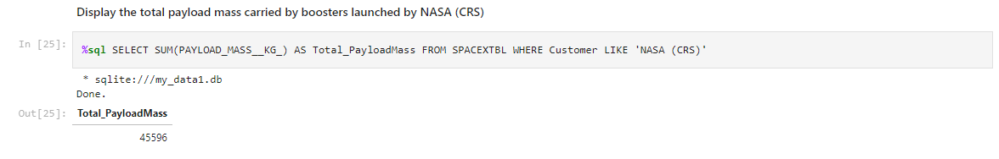 Display the total payload mass carried by boosters launched by NASA (CRS)
In [25]: %sql SELECT SUM(PAYLOAD_MASS__KG_) AS Total_PayloadMass FROM SPACEXTBL WHERE Customer LIKE 'NASA (CRS)'
* sqlite:///my_data1.db
Done.
Out[25]: Total_PayloadMass
45596